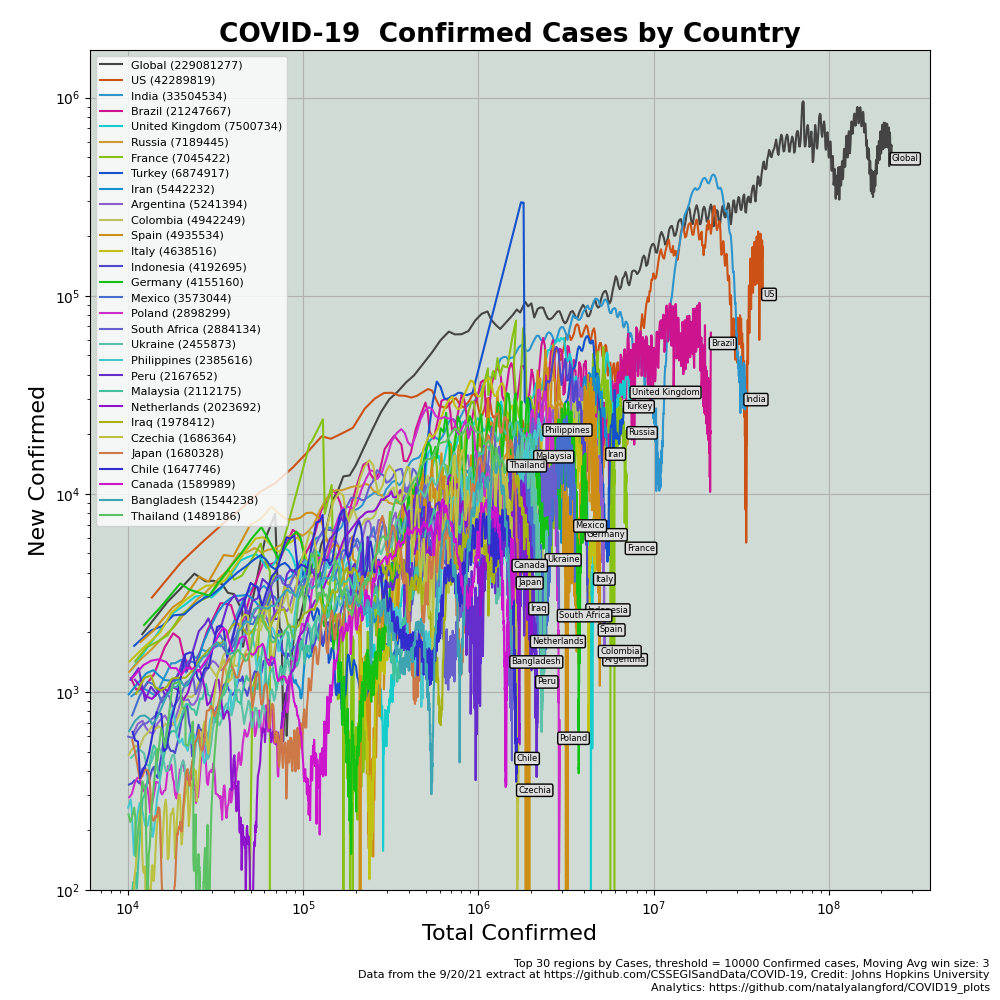 COVID-19  Confirmed Cases by Country
Global (229081277)
US (42289819)
India (33504534)
Brazil (21247667)
United Kingdom (7500734)
Russia (7189445)
France (7045422)
Turkey (6874917)
Iran (5442232)
Argentina (5241394)
Colombia (4942249)
Spain (4935534)
Italy (4638516)
Indonesia (4192695)
Germany (4155160)
Mexico (3573044)
Poland (2898299)
South Africa (2884134)
Ukraine (2455873)
Philippines (2385616)
Peru (2167652)
Malaysia (2112175)
Netherlands (2023692)
Iraq (1978412)
Czechia (1686364)
Japan (1680328)
Chile (1647746)
Canada (1589989)
Bangladesh (1544238)
Thailand (1489186)
10⁶
10⁵
10⁴
10³
10²
New Confirmed
Global
US
Brazil
United Kingdom
India
Turkey
Philippines
Russia
Malaysia
Iran
Thailand
Mexico
Germany
France
Ukraine
Canada
Italy
Japan
Iraq
Indonesia
South Africa
Spain
Netherlands
Colombia
Argentina
Bangladesh
Peru
Poland
Chile
Czechia
10⁴
10⁵
10⁶
10⁷
10⁸
Total Confirmed
Top 30 regions by Cases, threshold = 10000 Confirmed cases, Moving Avg win size: 3
Data from the 9/20/21 extract at https://github.com/CSSEGISandData/COVID-19, Credit: Johns Hopkins University
Analytics: https://github.com/natalyalangford/COVID19_plots